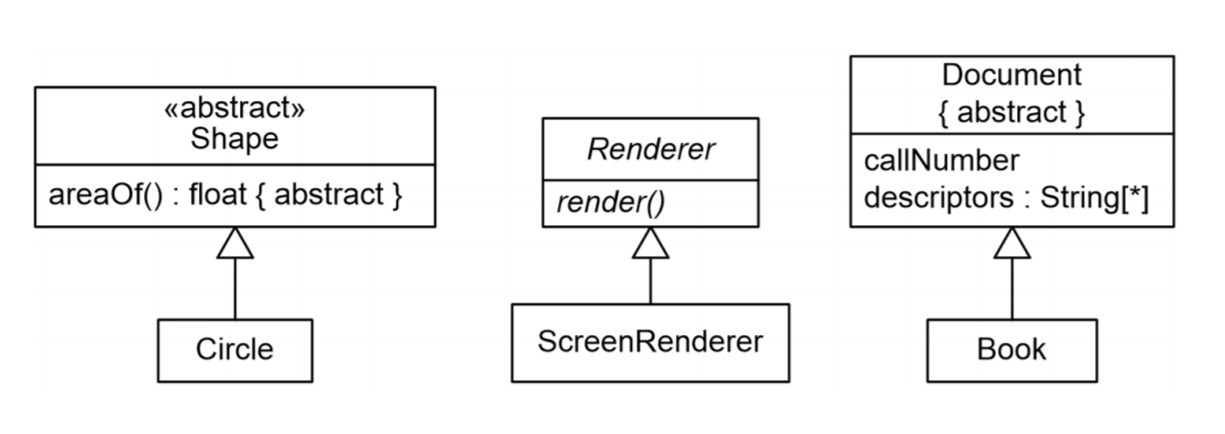 «abstract»
Shape
areaOf() : float { abstract }
Circle
Renderer
render()
ScreenRenderer
Document
{ abstract }
callNumber
descriptors : String[*]
Book